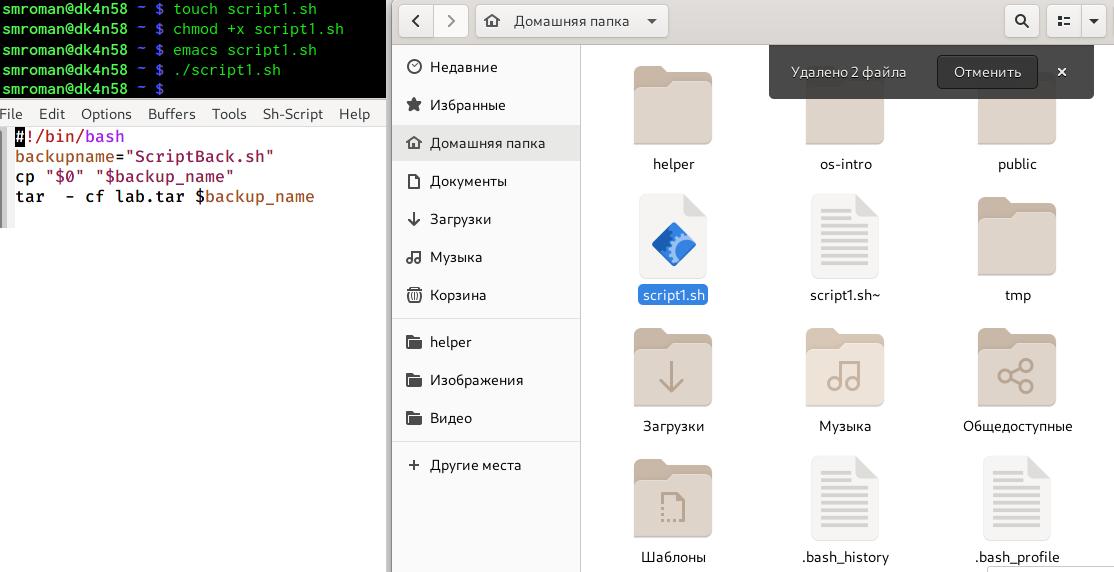 smroman@dk4n58 ~ $ touch script1.sh
smroman@dk4n58 ~ $ chmod +x script1.sh
smroman@dk4n58 ~ $ emacs script1.sh
smroman@dk4n58 ~ $ ./script1.sh
smroman@dk4n58 ~ $
File Edit Options Buffers Tools Sh-Script Help
#!/bin/bash
backupname="ScriptBack.sh"
cp "$0" "$backup_name"
tar  - cf lab.tar $backup_name
Домашняя папка
Недавние
Избранные
Домашняя папка
Документы
Загрузки
Музыка
Корзина
helper
Изображения
Видео
+ Другие места
Удалено 2 файла Отменить ×
helper os-intro public
script1.sh script1.sh~ tmp
Загрузки Музыка Общедоступные
Шаблоны .bash_history .bash_profile